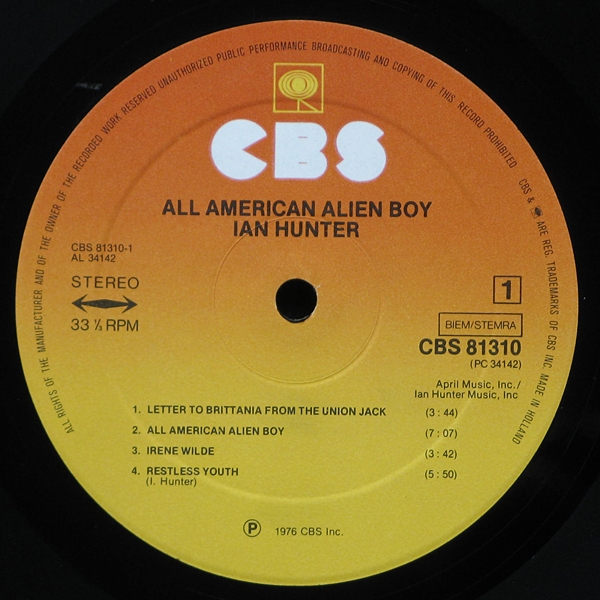 ALL RIGHTS OF THE MANUFACTURER AND OF THE OWNER OF THE RECORDED WORK RESERVED UNAUTHORIZED PUBLIC PERFORMANCE BROADCASTING AND COPYING OF THIS RECORD PROHIBITED CBS & ARE REG. TRADEMARKS OF CBS INC. MADE IN HOLLAND
CBS
ALL AMERICAN ALIEN BOY
IAN HUNTER
CBS 81310-1
AL 34142
STEREO
33 ⅓ RPM
1
BIEM/STEMRA
CBS 81310
(PC 34142)
April Music, Inc./
Ian Hunter Music, Inc
1. LETTER TO BRITTANIA FROM THE UNION JACK (3 : 44)
2. ALL AMERICAN ALIEN BOY (7 : 07)
3. IRENE WILDE (3 : 42)
4. RESTLESS YOUTH (5 : 50)
(I. Hunter)
Ⓟ 1976 CBS Inc.